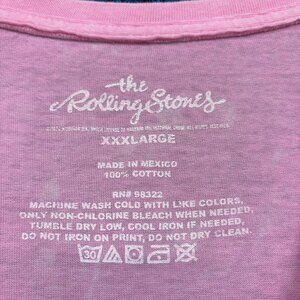 the
Rolling Stones
XXXLARGE
MADE IN MEXICO
100% COTTON
RN# 98322
MACHINE WASH COLD WITH LIKE COLORS,
ONLY NON-CHLORINE BLEACH WHEN NEEDED,
TUMBLE DRY LOW, COOL IRON IF NEEDED,
DO NOT IRON ON PRINT, DO NOT DRY CLEAN.
30